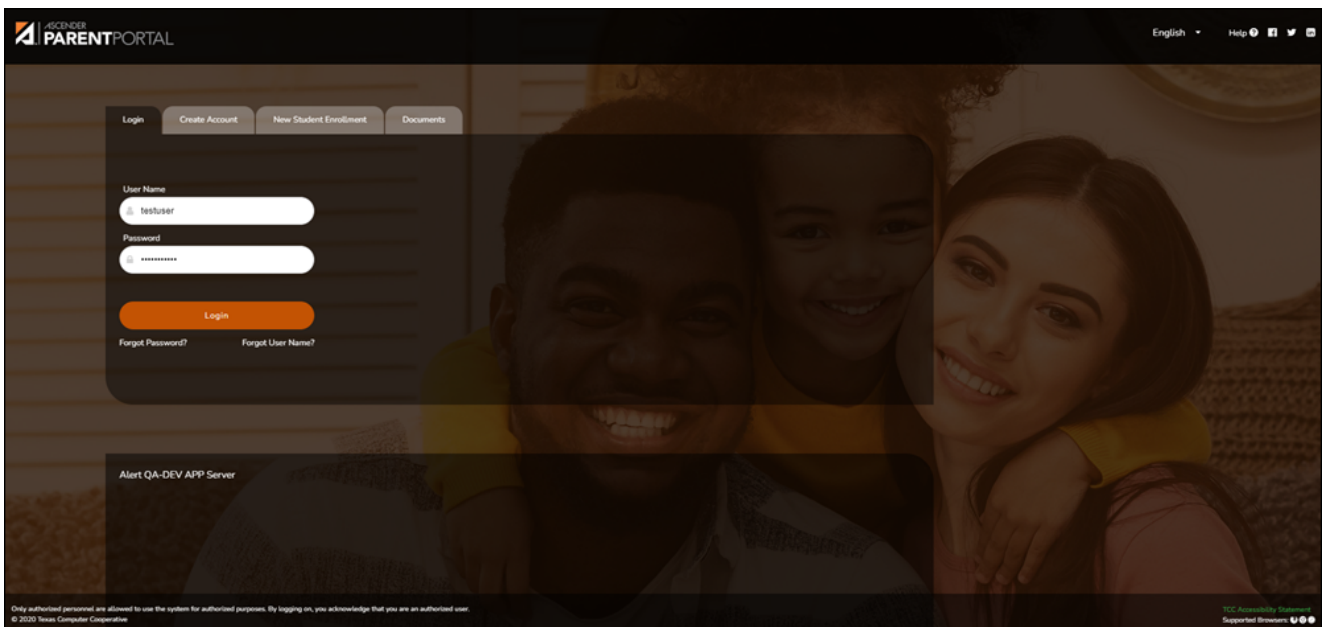 ASCENDER
PARENTPORTAL
English
Help
Login
Create Account
New Student Enrollment
Documents
User Name
testuser
Password
•••••••••••
Login
Forgot Password?
Forgot User Name?
Alert QA-DEV APP Server
Only authorized personnel are allowed to use the system for authorized purposes. By logging on, you acknowledge that you are an authorized user.
© 2020 Texas Computer Cooperative
TCC Accessibility Statement
Supported Browsers: